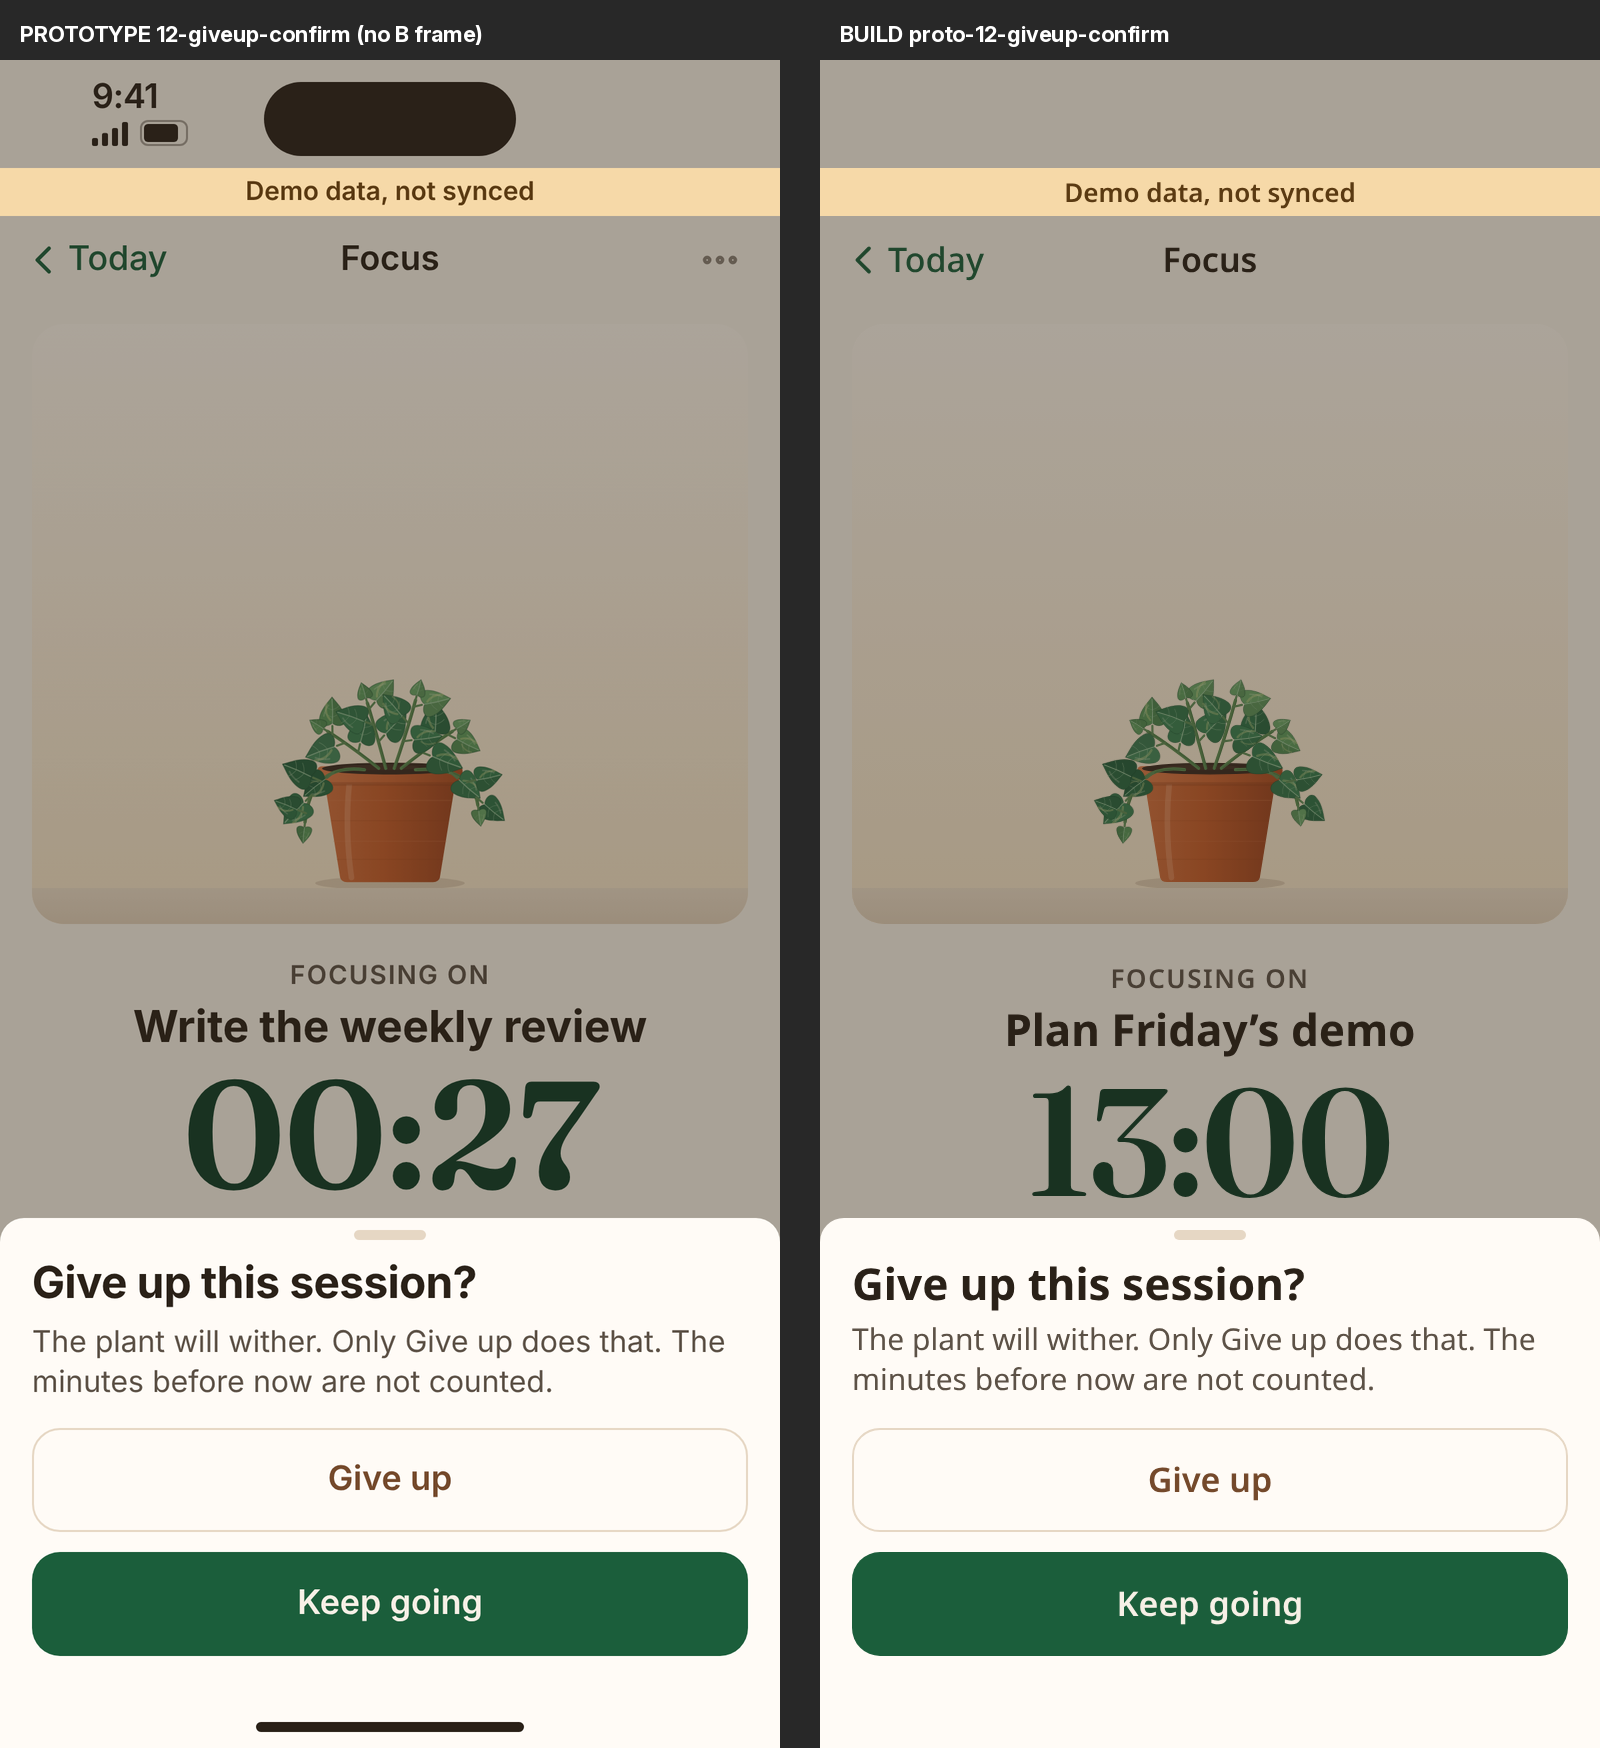 PROTOTYPE 12-giveup-confirm (no B frame)
9:41
Demo data, not synced
Today
Focus
FOCUSING ON
Write the weekly review
00:27
Give up this session?
The plant will wither. Only Give up does that. The
minutes before now are not counted.
Give up
Keep going
BUILD proto-12-giveup-confirm
Demo data, not synced
Today
Focus
FOCUSING ON
Plan Friday’s demo
13:00
Give up this session?
The plant will wither. Only Give up does that. The
minutes before now are not counted.
Give up
Keep going